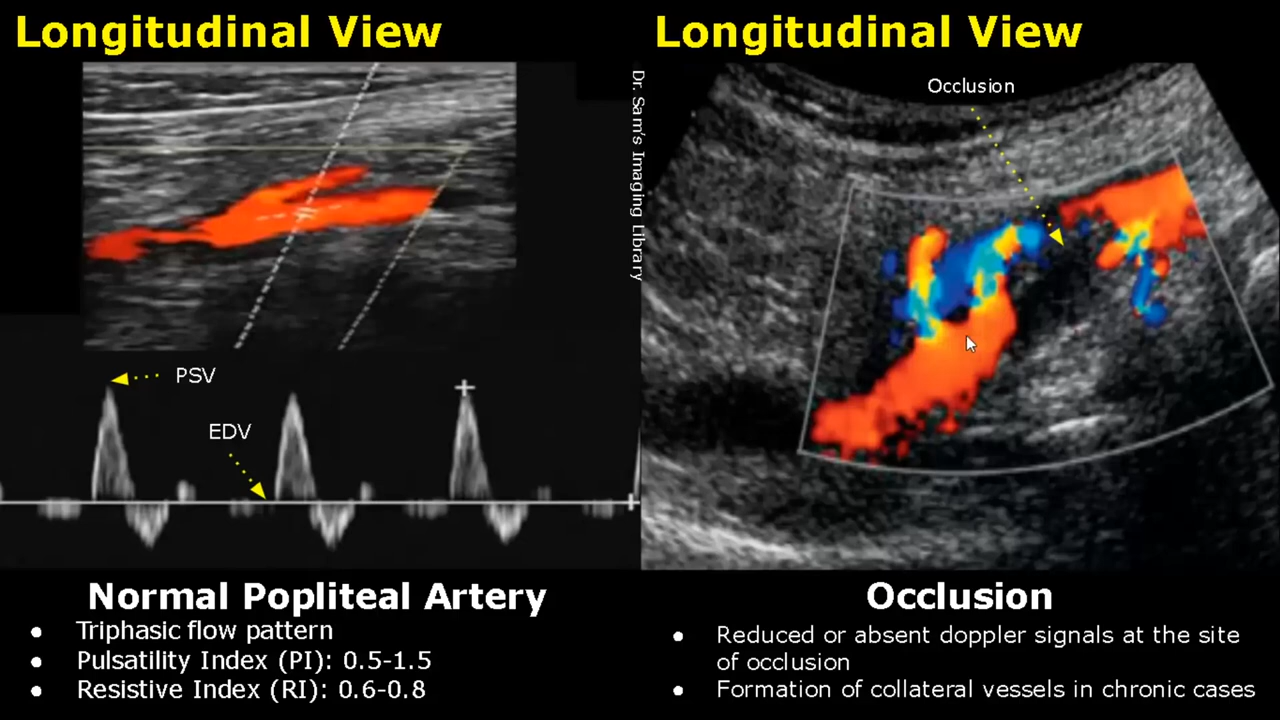 Longitudinal View
PSV
EDV
Normal Popliteal Artery
• Triphasic flow pattern
• Pulsatility Index (PI): 0.5-1.5
• Resistive Index (RI): 0.6-0.8
Dr. Sam's Imaging Library
Longitudinal View
Occlusion
Occlusion
• Reduced or absent doppler signals at the site
of occlusion
• Formation of collateral vessels in chronic cases